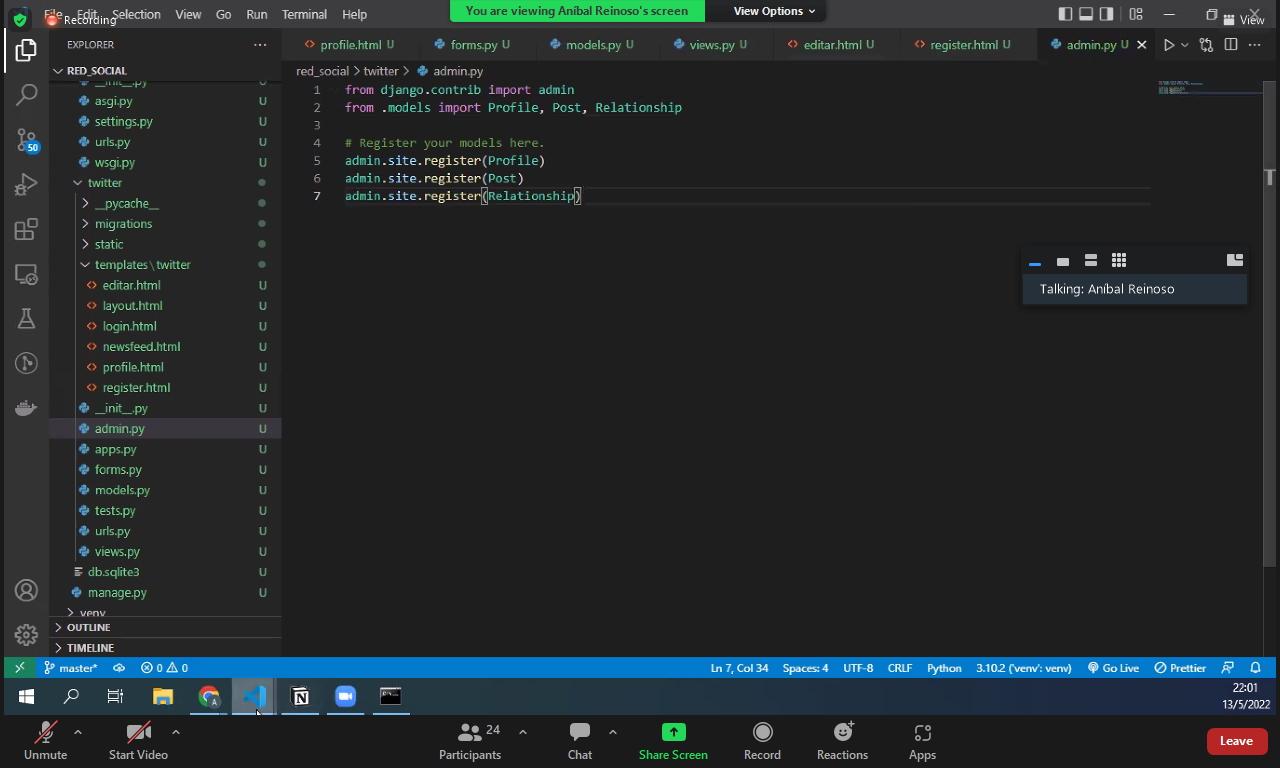 File Edit Selection View Go Run Terminal Help
Recording
You are viewing Aníbal Reinoso's screen
View Options
View
EXPLORER
profile.html U
forms.py U
models.py U
views.py U
editar.html U
register.html U
admin.py U
RED_SOCIAL
red_social > twitter > admin.py
__init__.py U
asgi.py U
settings.py U
urls.py U
wsgi.py U
twitter
__pycache__
migrations
static
templates\twitter
editar.html U
layout.html U
login.html U
newsfeed.html U
profile.html U
register.html U
__init__.py U
admin.py U
apps.py U
forms.py U
models.py U
tests.py U
urls.py U
views.py U
db.sqlite3 U
manage.py U
venv
OUTLINE
TIMELINE
50
1 from django.contrib import admin
2 from .models import Profile, Post, Relationship
3
4 # Register your models here.
5 admin.site.register(Profile)
6 admin.site.register(Post)
7 admin.site.register(Relationship)
Talking: Aníbal Reinoso
master* 0 0 Ln 7, Col 34 Spaces: 4 UTF-8 CRLF Python 3.10.2 ('venv': venv) Go Live Prettier
22:01
13/5/2022
Unmute
Start Video
24
Participants
Chat
Share Screen
Record
Reactions
Apps
Leave